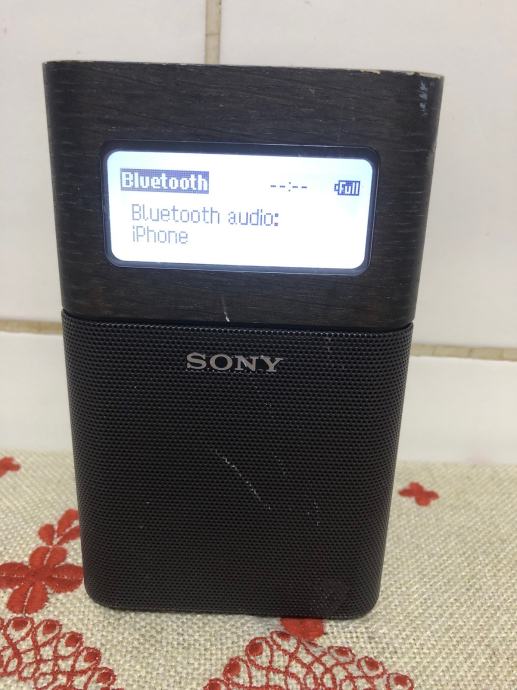 Bluetooth --:-- Full
Bluetooth audio:
iPhone
SONY